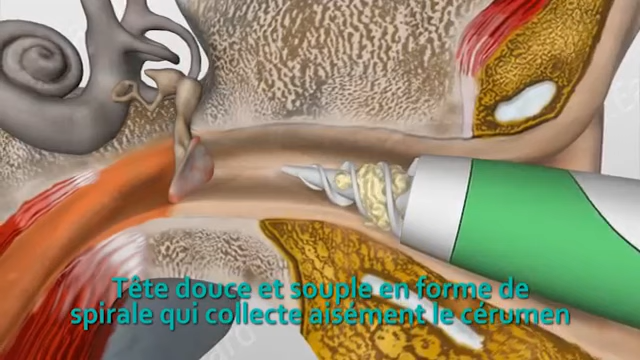 Tête douce et souple en forme de
spirale qui collecte aisément le cérumen